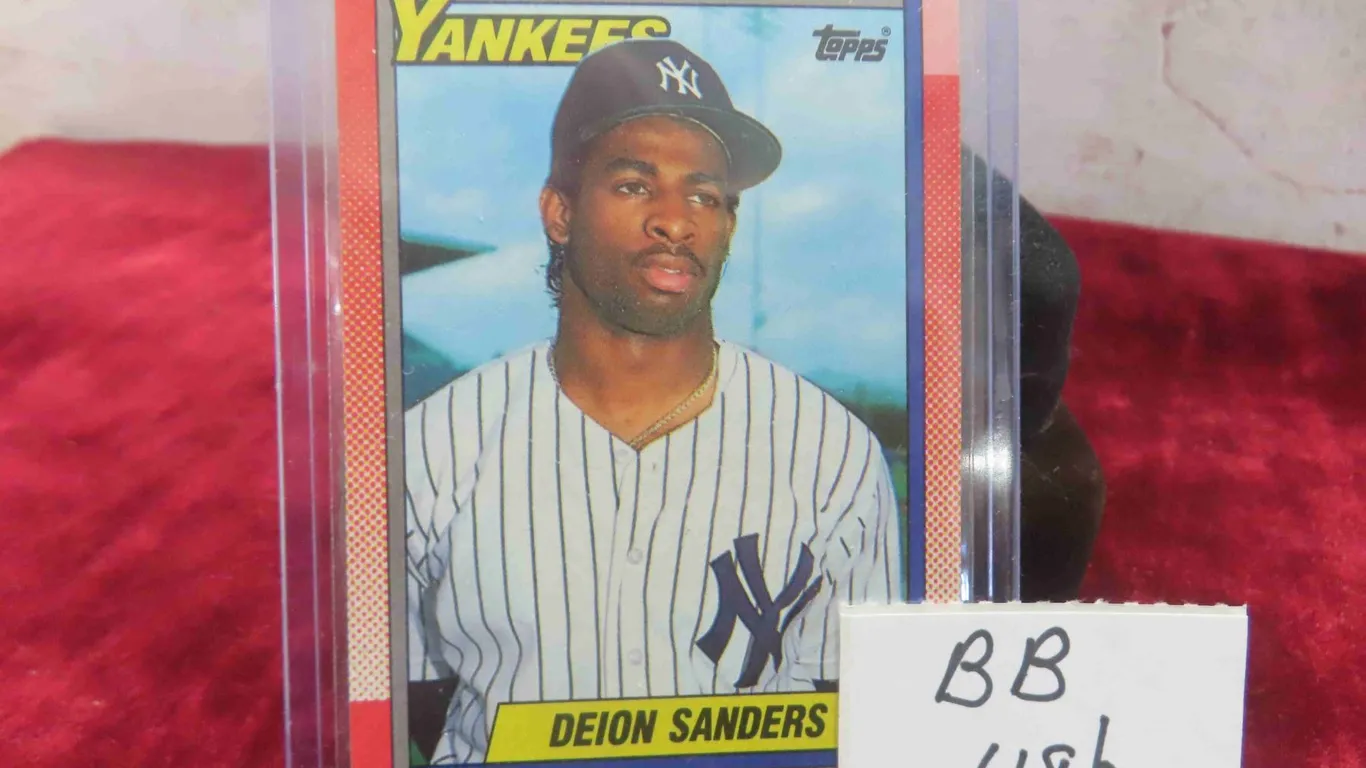 YANKEES
topps®
NY
NY
DEION SANDERS
BB